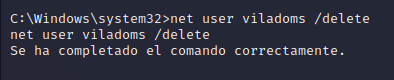 C:\Windows\system32>net user viladoms /delete
net user viladoms /delete
Se ha completado el comando correctamente.